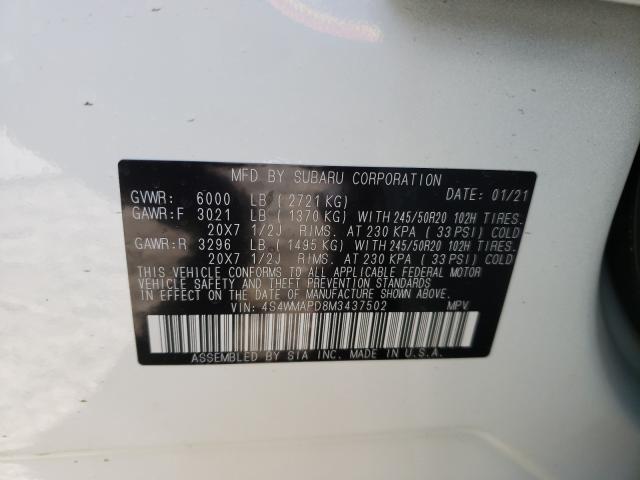 MFD BY SUBARU CORPORATION
GVWR: 6000 LB ( 2721 KG) DATE: 01/21
GAWR:F 3021 LB ( 1370 KG) WITH 245/50R20 102H TIRES.
20X7 1/2J RIMS. AT 230 KPA ( 33 PSI) COLD
GAWR:R 3296 LB ( 1495 KG) WITH 245/50R20 102H TIRES.
20X7 1/2J RIMS. AT 230 KPA ( 33 PSI) COLD
THIS VEHICLE CONFORMS TO ALL APPLICABLE FEDERAL MOTOR
VEHICLE SAFETY AND THEFT PREVENTION STANDARDS IN EFFECT
ON THE DATE OF MANUFACTURE SHOWN ABOVE.
VIN: 4S4WMAPD8M3437502 MPV
ASSEMBLED BY SIA INC. MADE IN U.S.A.